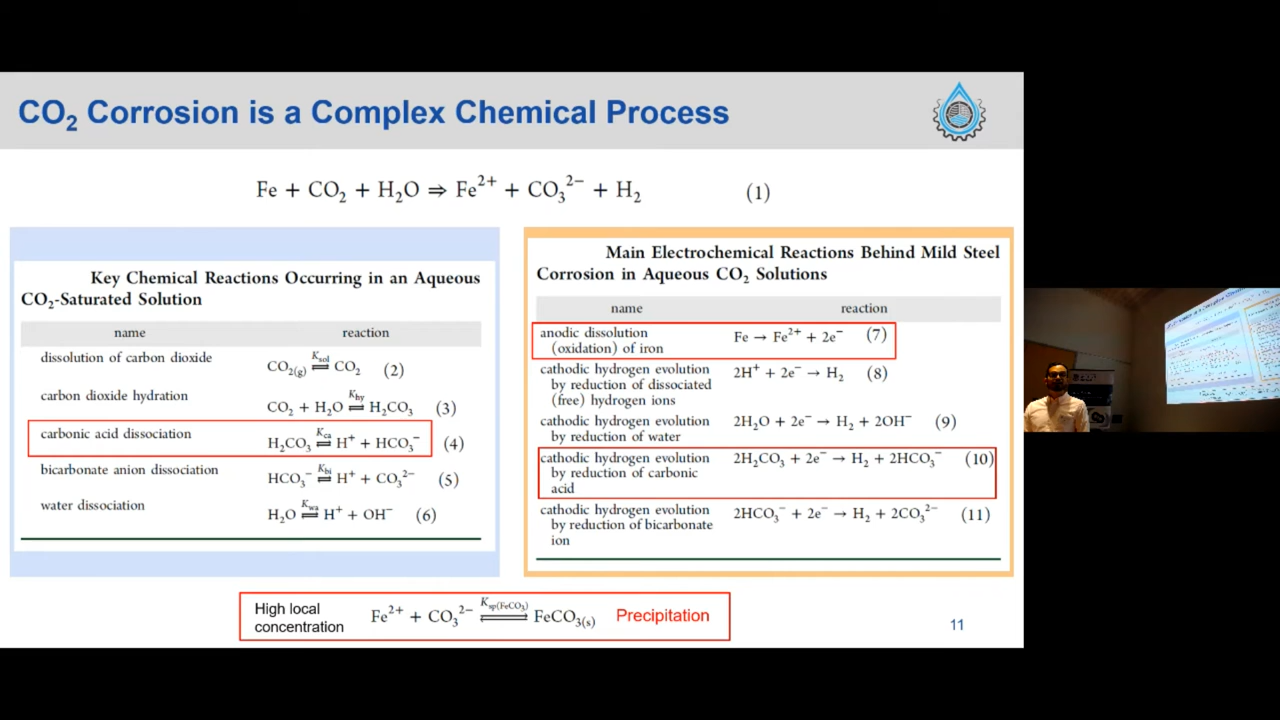 CO₂ Corrosion is a Complex Chemical Process
Fe + CO₂ + H₂O ⇒ Fe²⁺ + CO₃²⁻ + H₂ (1)
Key Chemical Reactions Occurring in an Aqueous
CO₂-Saturated Solution
name reaction
dissolution of carbon dioxide CO₂(g) ⇌ CO₂ (2)
Ksol
carbon dioxide hydration CO₂ + H₂O ⇌ H₂CO₃ (3)
Khy
carbonic acid dissociation H₂CO₃ ⇌ H⁺ + HCO₃⁻ (4)
Kca
bicarbonate anion dissociation HCO₃⁻ ⇌ H⁺ + CO₃²⁻ (5)
Kbi
water dissociation H₂O ⇌ H⁺ + OH⁻ (6)
Kwa
Main Electrochemical Reactions Behind Mild Steel
Corrosion in Aqueous CO₂ Solutions
name reaction
anodic dissolution Fe → Fe²⁺ + 2e⁻ (7)
(oxidation) of iron
cathodic hydrogen evolution 2H⁺ + 2e⁻ → H₂ (8)
by reduction of dissociated
(free) hydrogen ions
cathodic hydrogen evolution 2H₂O + 2e⁻ → H₂ + 2OH⁻ (9)
by reduction of water
cathodic hydrogen evolution 2H₂CO₃ + 2e⁻ → H₂ + 2HCO₃⁻ (10)
by reduction of carbonic
acid
cathodic hydrogen evolution 2HCO₃⁻ + 2e⁻ → H₂ + 2CO₃²⁻ (11)
by reduction of bicarbonate
ion
High local
concentration
Fe²⁺ + CO₃²⁻ ⇌ FeCO₃(s) Precipitation
Ksp(FeCO₃)
11